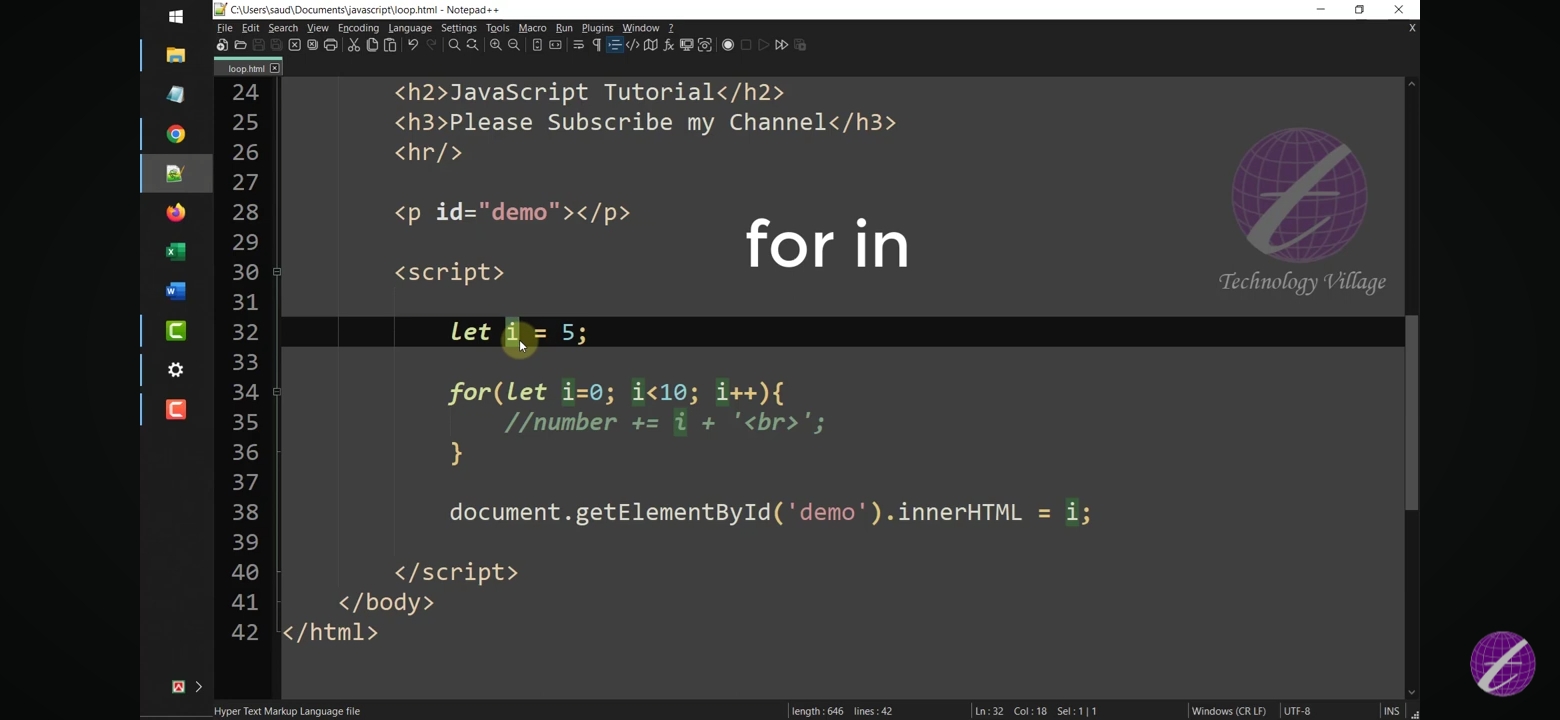 C:\Users\saud\Documents\javascript\loop.html - Notepad++
File Edit Search View Encoding Language Settings Tools Macro Run Plugins Window ?
X
loop.html
24 <h2>JavaScript Tutorial</h2>
25 <h3>Please Subscribe my Channel</h3>
26 <hr/>
27
28 <p id="demo"></p>
29
for in
Technology Village
30 <script>
31
32 let i = 5;
33
34 for(let i=0; i<10; i++){
35 //number += i + '<br>';
36 }
37
38 document.getElementById('demo').innerHTML = i;
39
40 </script>
41 </body>
42 </html>
Hyper Text Markup Language file length : 646 lines : 42 Ln : 32 Col : 18 Sel : 1 | 1 Windows (CR LF) UTF-8 INS